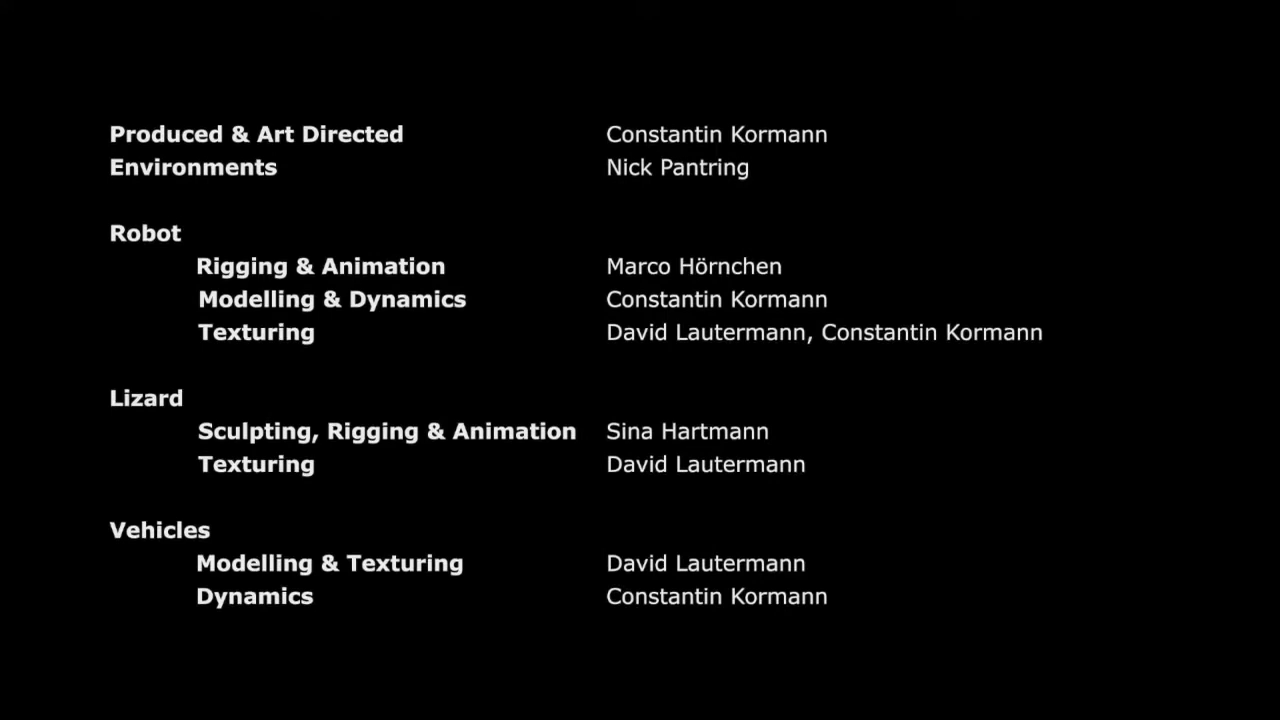 Produced & Art Directed Constantin Kormann
Environments Nick Pantring
Robot
Rigging & Animation Marco Hörnchen
Modelling & Dynamics Constantin Kormann
Texturing David Lautermann, Constantin Kormann
Lizard
Sculpting, Rigging & Animation Sina Hartmann
Texturing David Lautermann
Vehicles
Modelling & Texturing David Lautermann
Dynamics Constantin Kormann